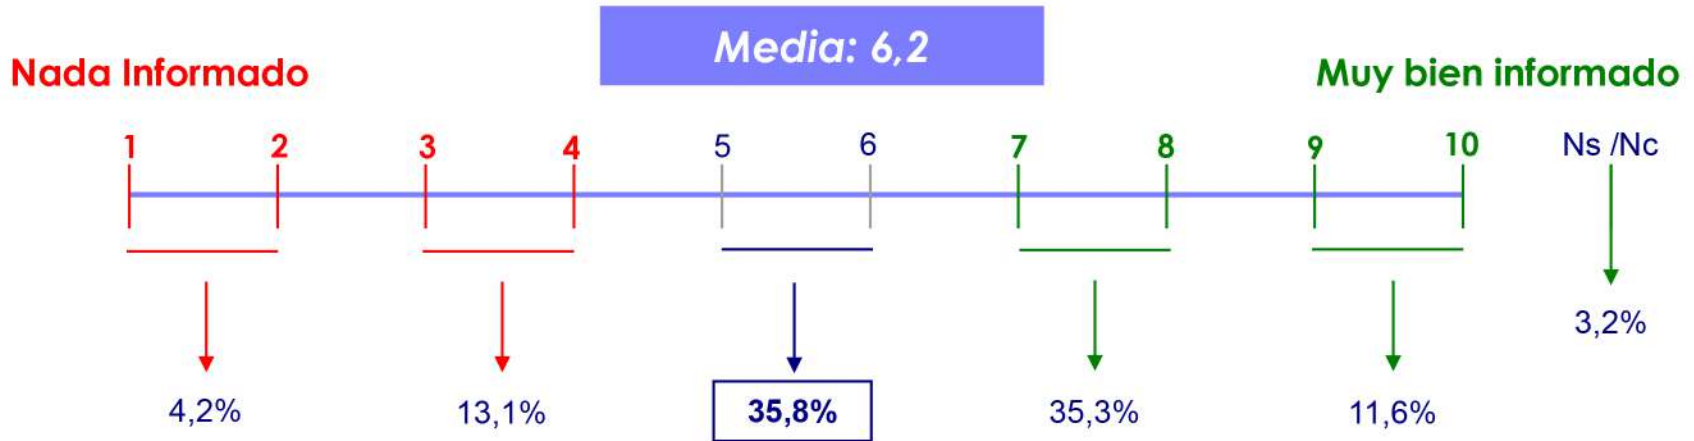 Media: 6,2
Nada Informado
Muy bien informado
1 2 3 4 5 6 7 8 9 10 Ns /Nc
3,2%
4,2% 13,1% 35,8% 35,3% 11,6%